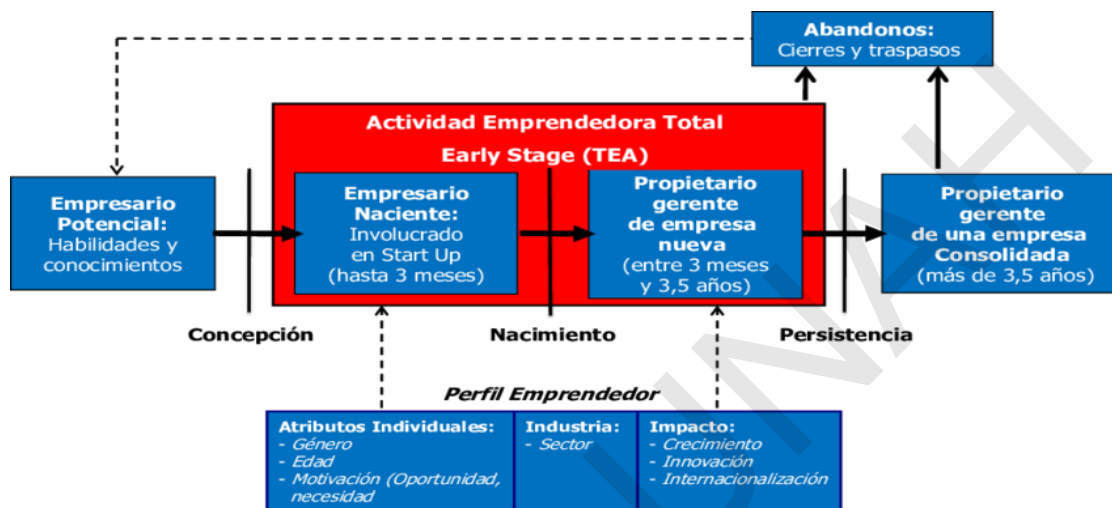 Abandonos:
Cierres y traspasos
Actividad Emprendedora Total
Early Stage (TEA)
Empresario
Potencial:
Habilidades y
conocimientos
Empresario
Naciente:
Involucrado
en Start Up
(hasta 3 meses)
Propietario
gerente
de empresa
nueva
(entre 3 meses
y 3,5 años)
Propietario
gerente
de una empresa
Consolidada
(más de 3,5 años)
Concepción
Nacimiento
Persistencia
Perfil Emprendedor
Atributos Individuales:
- Género
- Edad
- Motivación (Oportunidad,
necesidad
Industria:
- Sector
Impacto:
- Crecimiento
- Innovación
- Internacionalización
UNAH